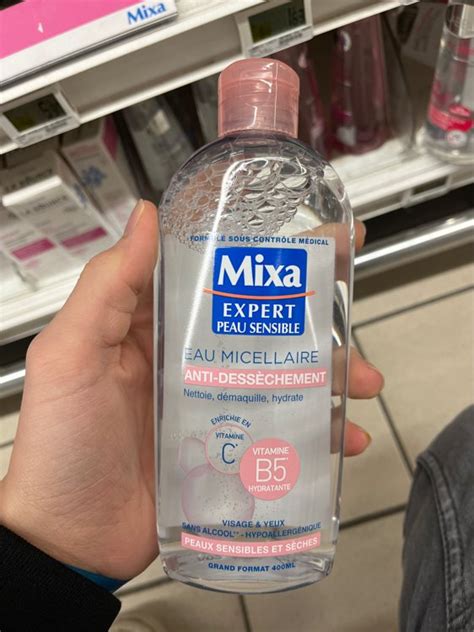 Mixa
FORMULÉ SOUS CONTRÔLE MÉDICAL
Mixa
EXPERT
PEAU SENSIBLE
EAU MICELLAIRE
ANTI-DESSÈCHEMENT
Nettoie, démaquille, hydrate
ENRICHIE EN
VITAMINE
C*
VITAMINE
B5*
HYDRATANTE
VISAGE & YEUX
SANS ALCOOL** - HYPOALLERGÉNIQUE
PEAUX SENSIBLES ET SÈCHES
GRAND FORMAT 400ML